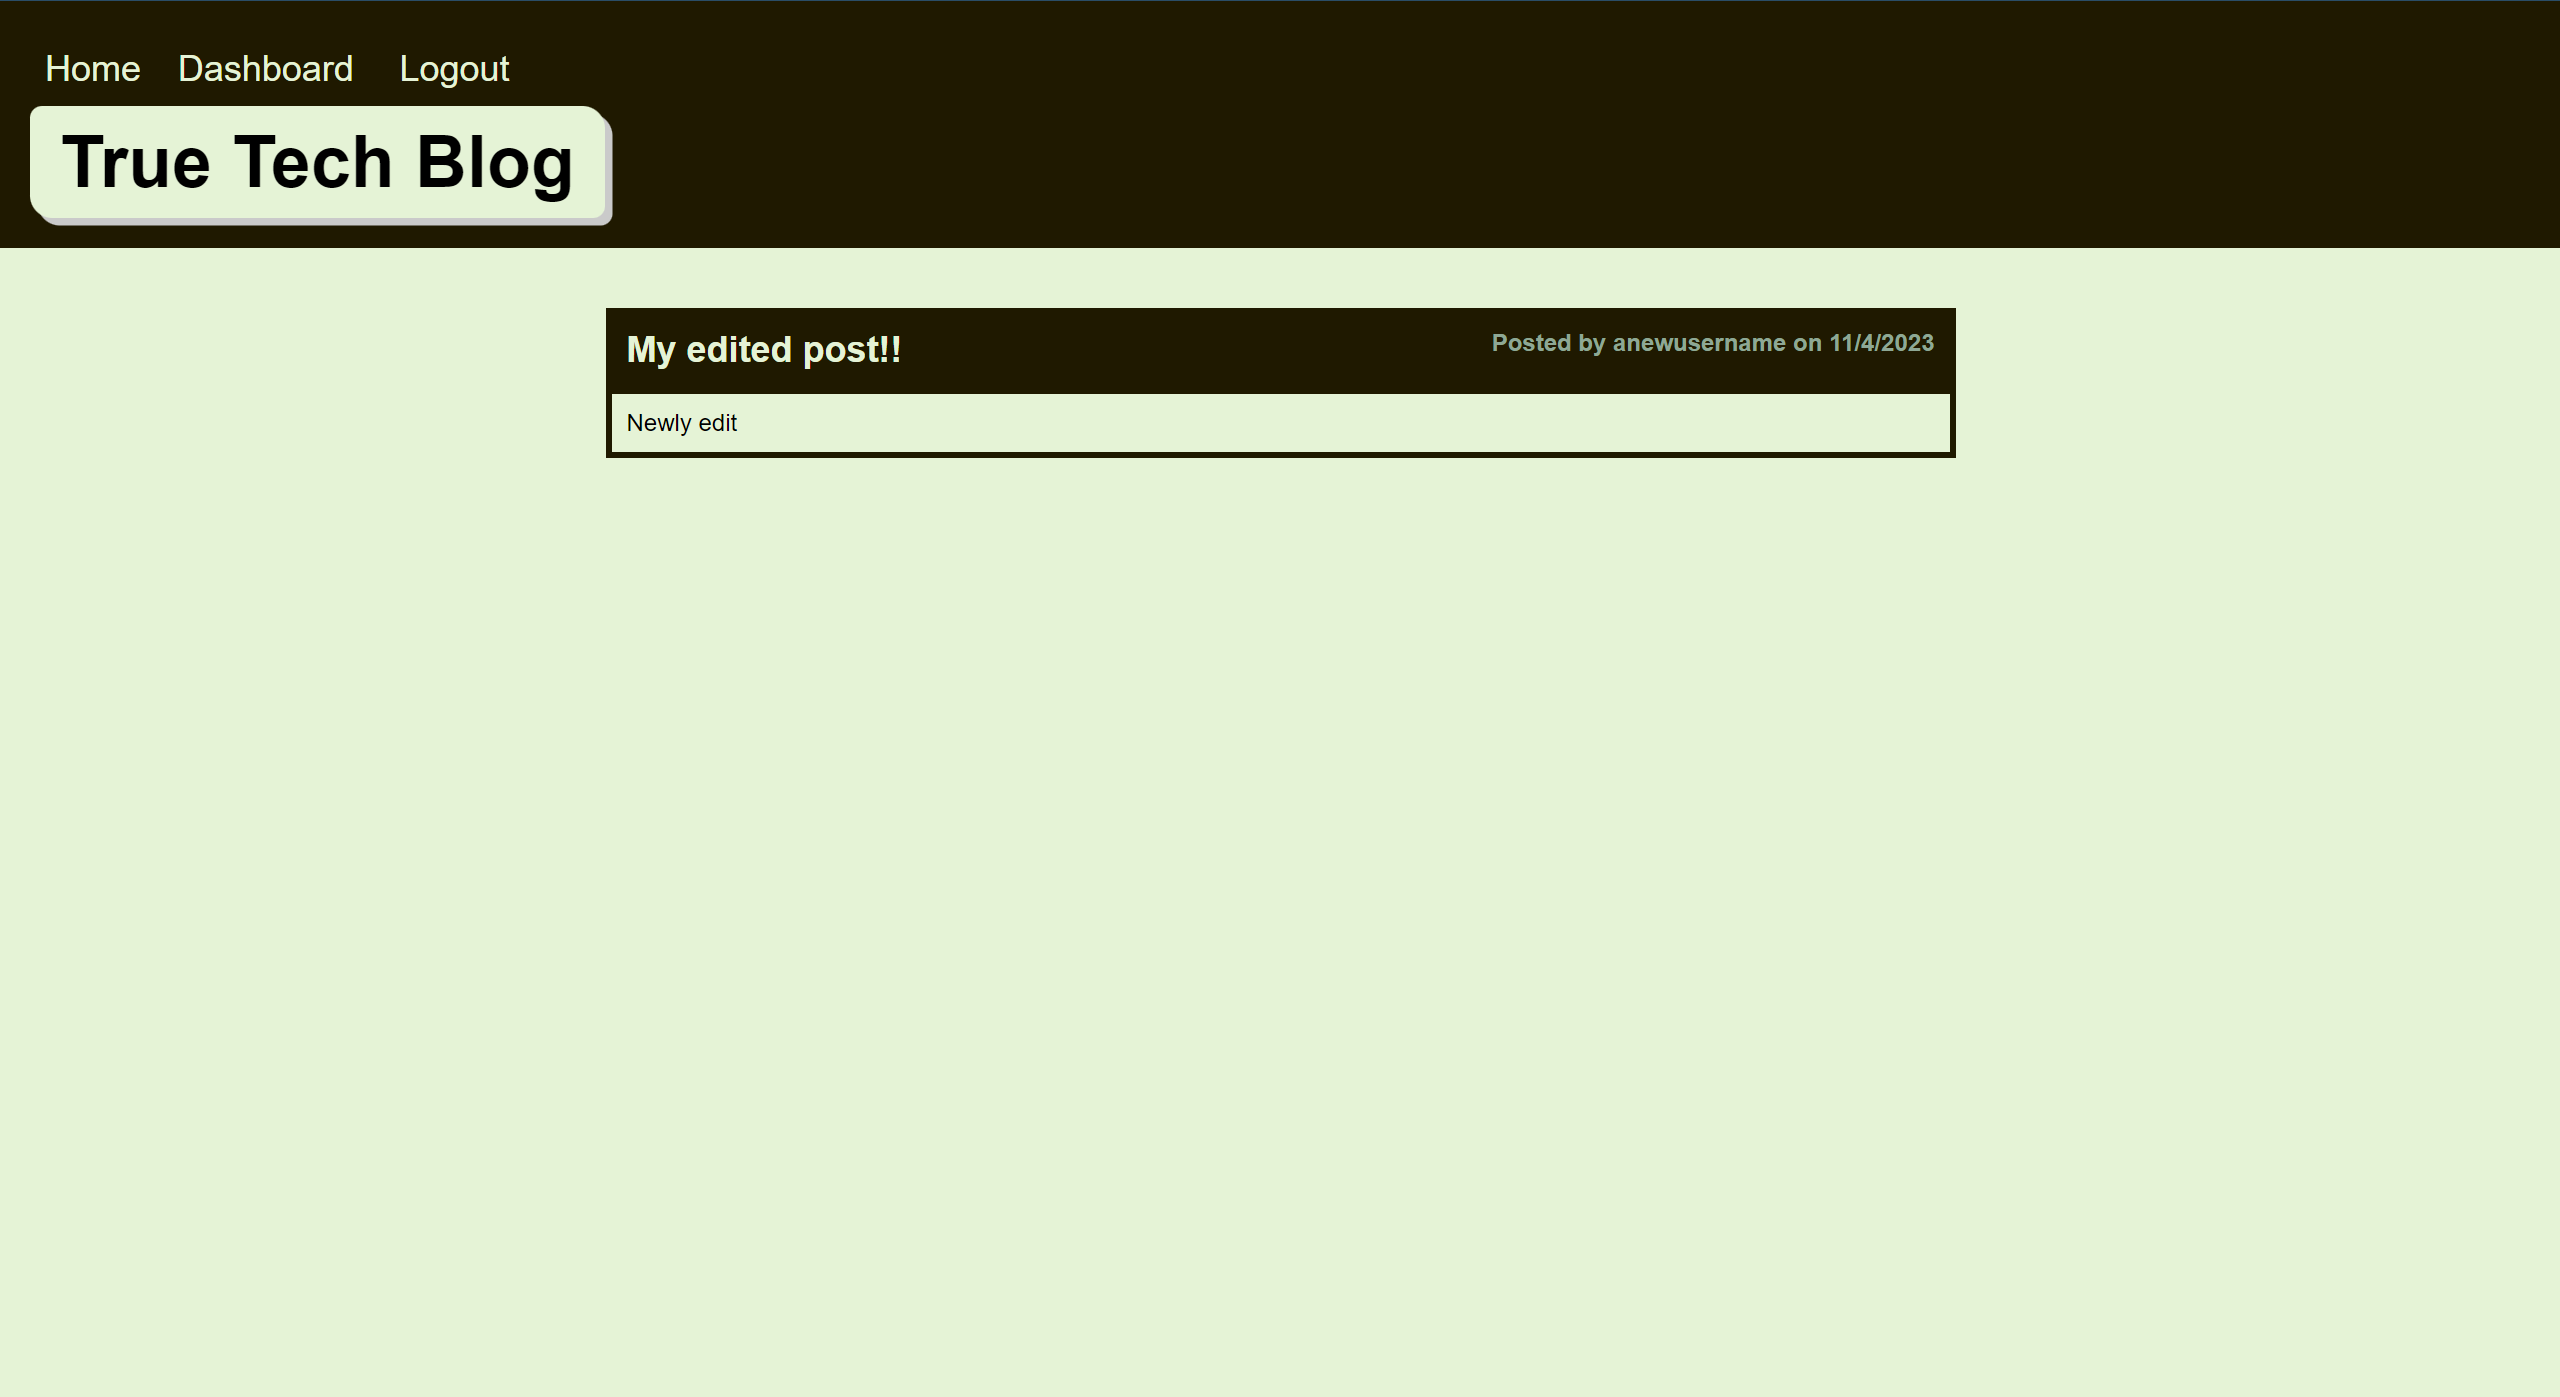 Home Dashboard Logout
True Tech Blog
My edited post!!
Posted by anewusername on 11/4/2023
Newly edit